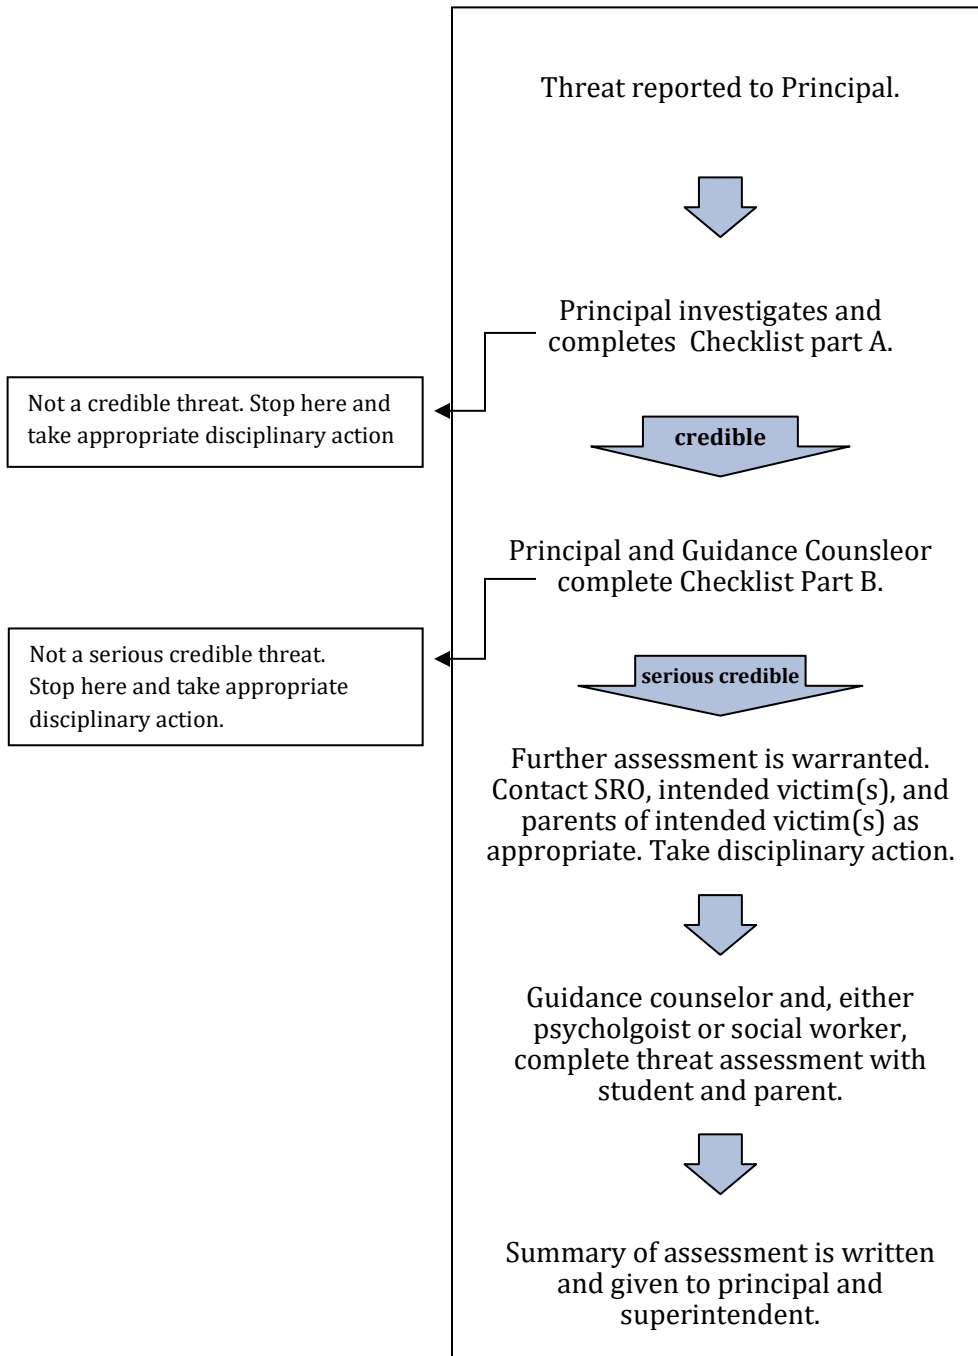 Threat reported to Principal.
Principal investigates and
completes  Checklist part A.
Not a credible threat. Stop here and
take appropriate disciplinary action
credible
Principal and Guidance Counsleor
complete Checklist Part B.
Not a serious credible threat.
Stop here and take appropriate
disciplinary action.
serious credible
Further assessment is warranted.
Contact SRO, intended victim(s), and
parents of intended victim(s) as
appropriate. Take disciplinary action.
Guidance counselor and, either
psycholgoist or social worker,
complete threat assessment with
student and parent.
Summary of assessment is written
and given to principal and
superintendent.